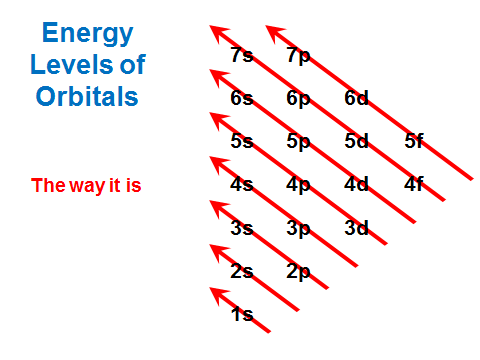 Energy
Levels of
Orbitals
The way it is
7s 7p
6s 6p 6d
5s 5p 5d 5f
4s 4p 4d 4f
3s 3p 3d
2s 2p
1s